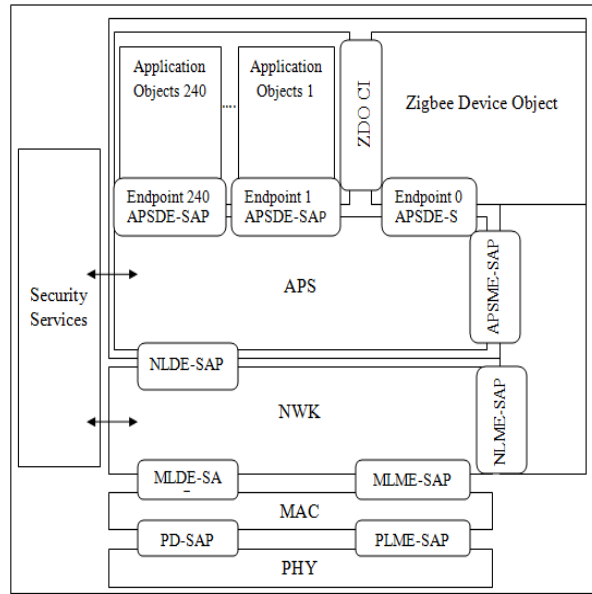 Application
Objects 240
....
Application
Objects 1
ZDO CI
Zigbee Device Object
Endpoint 240
APSDE-SAP
Endpoint 1
APSDE-SAP
Endpoint 0
APSDE-S
Security
Services
APS
APSME-SAP
NLDE-SAP
NWK
NLME-SAP
MLDE-SA
MLME-SAP
MAC
PD-SAP
PLME-SAP
PHY